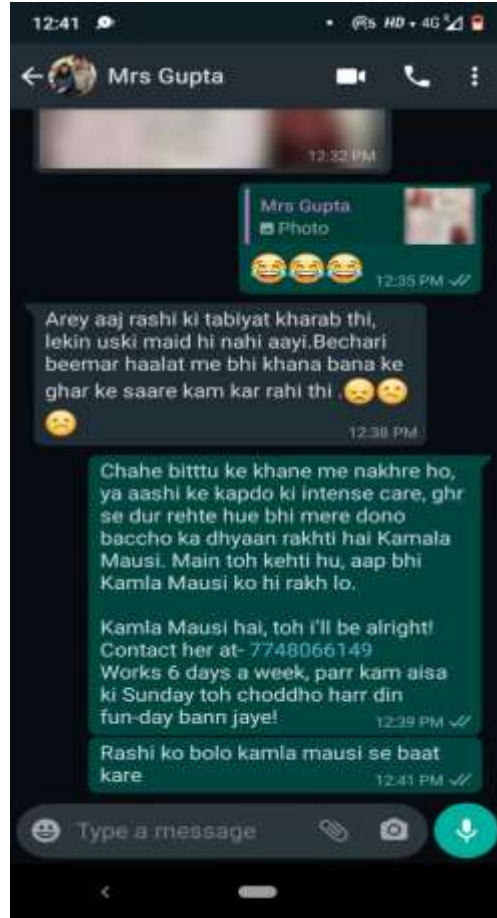 12:41
HD 4G
Mrs Gupta
12:32 PM
Mrs Gupta
Photo
😂😂😂 12:35 PM
Arey aaj rashi ki tabiyat kharab thi,
lekin uski maid hi nahi aayi.Bechari
beemar haalat me bhi khana bana ke
ghar ke saare kam kar rahi thi .😞🙁
🙁
12:38 PM
Chahe bitttu ke khane me nakhre ho,
ya aashi ke kapdo ki intense care, ghr
se dur rehte hue bhi mere dono
baccho ka dhyaan rakhti hai Kamala
Mausi. Main toh kehti hu, aap bhi
Kamla Mausi ko hi rakh lo.
Kamla Mausi hai, toh i'll be alright!
Contact her at- 7748066149
Works 6 days a week, parr kam aisa
ki Sunday toh choddho harr din
fun-day bann jaye! 12:39 PM
Rashi ko bolo kamla mausi se baat
kare 12:41 PM
Type a message